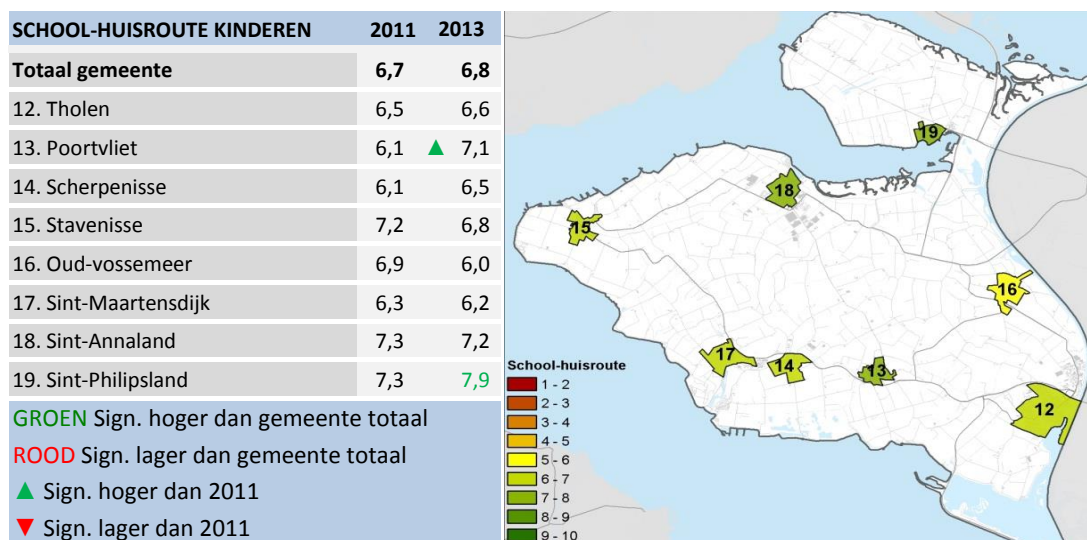 SCHOOL-HUISROUTE KINDEREN 2011 2013
Totaal gemeente 6,7 6,8
12. Tholen 6,5 6,6
13. Poortvliet 6,1 ▲ 7,1
14. Scherpenisse 6,1 6,5
15. Stavenisse 7,2 6,8
16. Oud-vossemeer 6,9 6,0
17. Sint-Maartensdijk 6,3 6,2
18. Sint-Annaland 7,3 7,2
19. Sint-Philipsland 7,3 7,9
GROEN Sign. hoger dan gemeente totaal
ROOD Sign. lager dan gemeente totaal
▲ Sign. hoger dan 2011
▼ Sign. lager dan 2011
19
18
15
16
17
14
13
12
School-huisroute
1 - 2
2 - 3
3 - 4
4 - 5
5 - 6
6 - 7
7 - 8
8 - 9
9 - 10